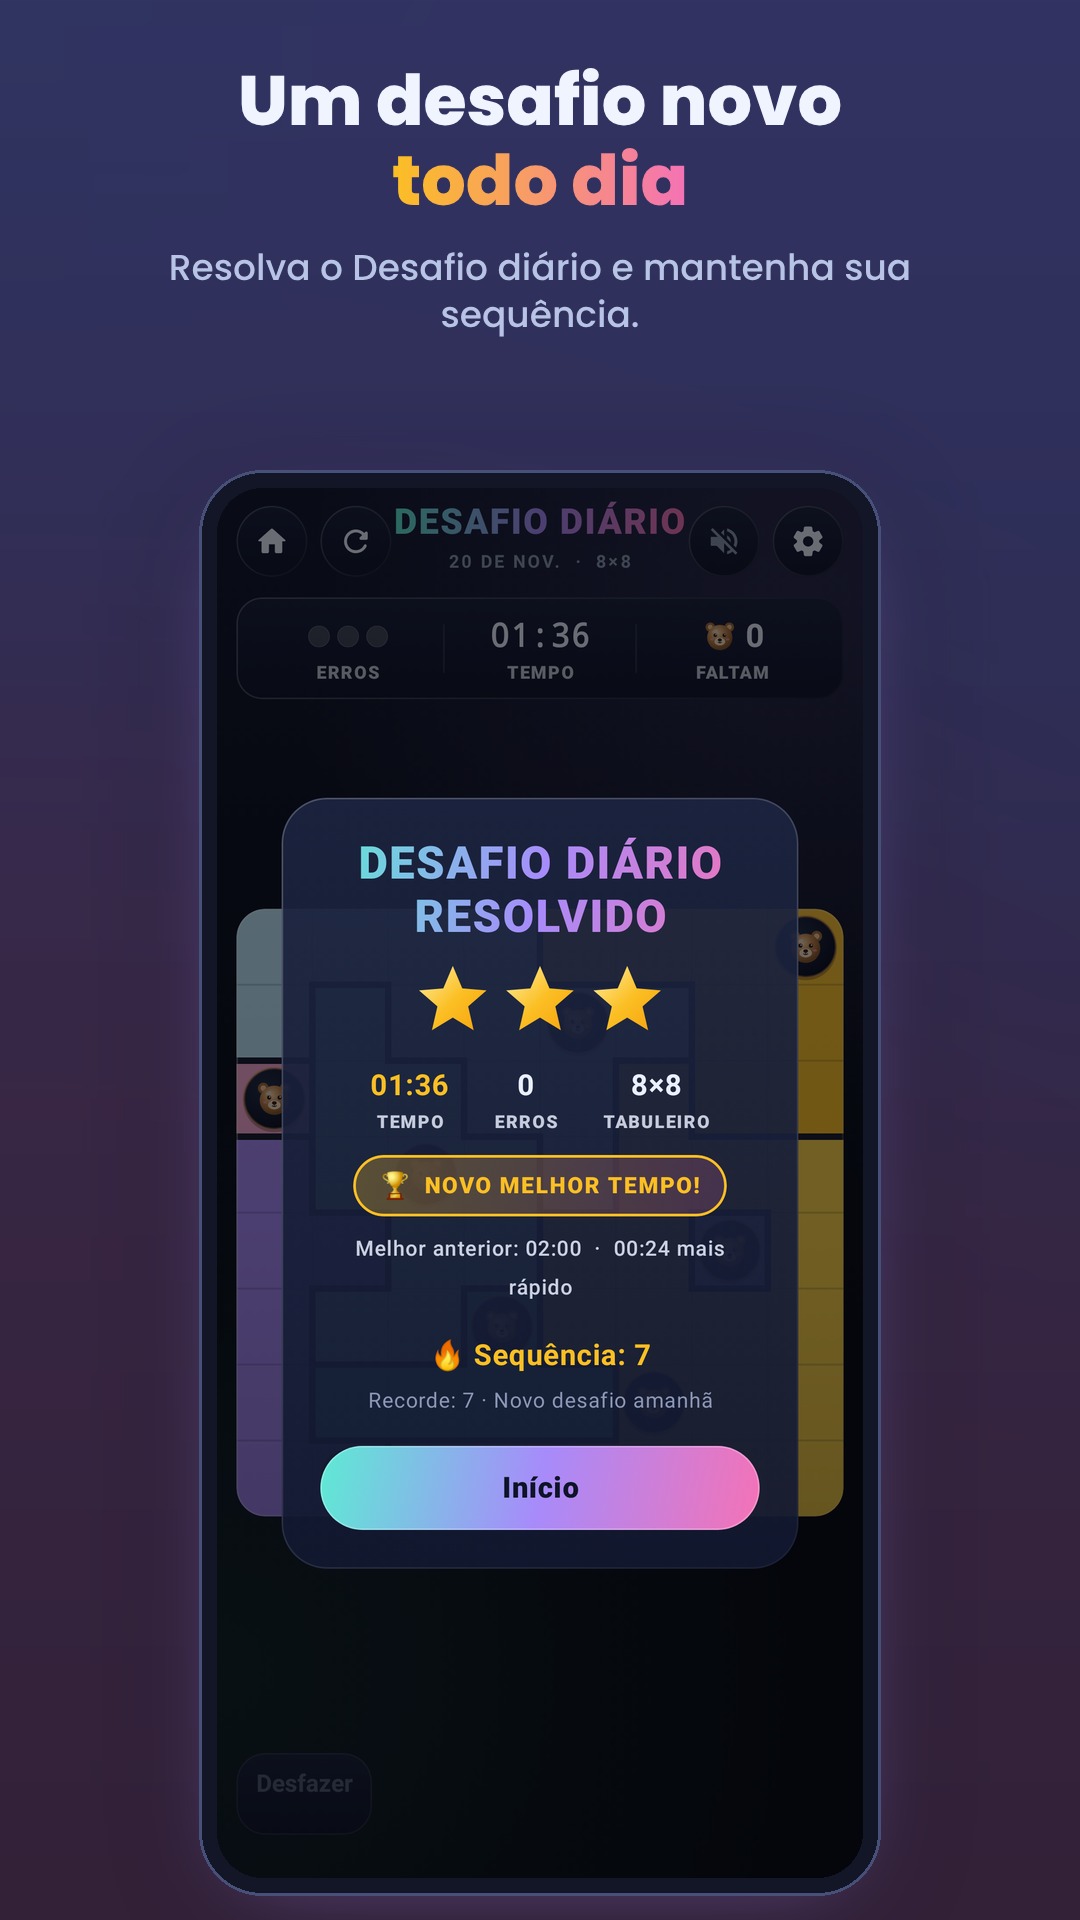 Um desafio novo
todo dia
Resolva o Desafio diário e mantenha sua
sequência.
DESAFIO DIÁRIO
20 DE NOV. · 8×8
01:36
0
ERROS
TEMPO
FALTAM
DESAFIO DIÁRIO
RESOLVIDO
01:36
0
8×8
TEMPO
ERROS
TABULEIRO
NOVO MELHOR TEMPO!
Melhor anterior: 02:00 · 00:24 mais
rápido
Sequência: 7
Recorde: 7 · Novo desafio amanhã
Início
Desfazer